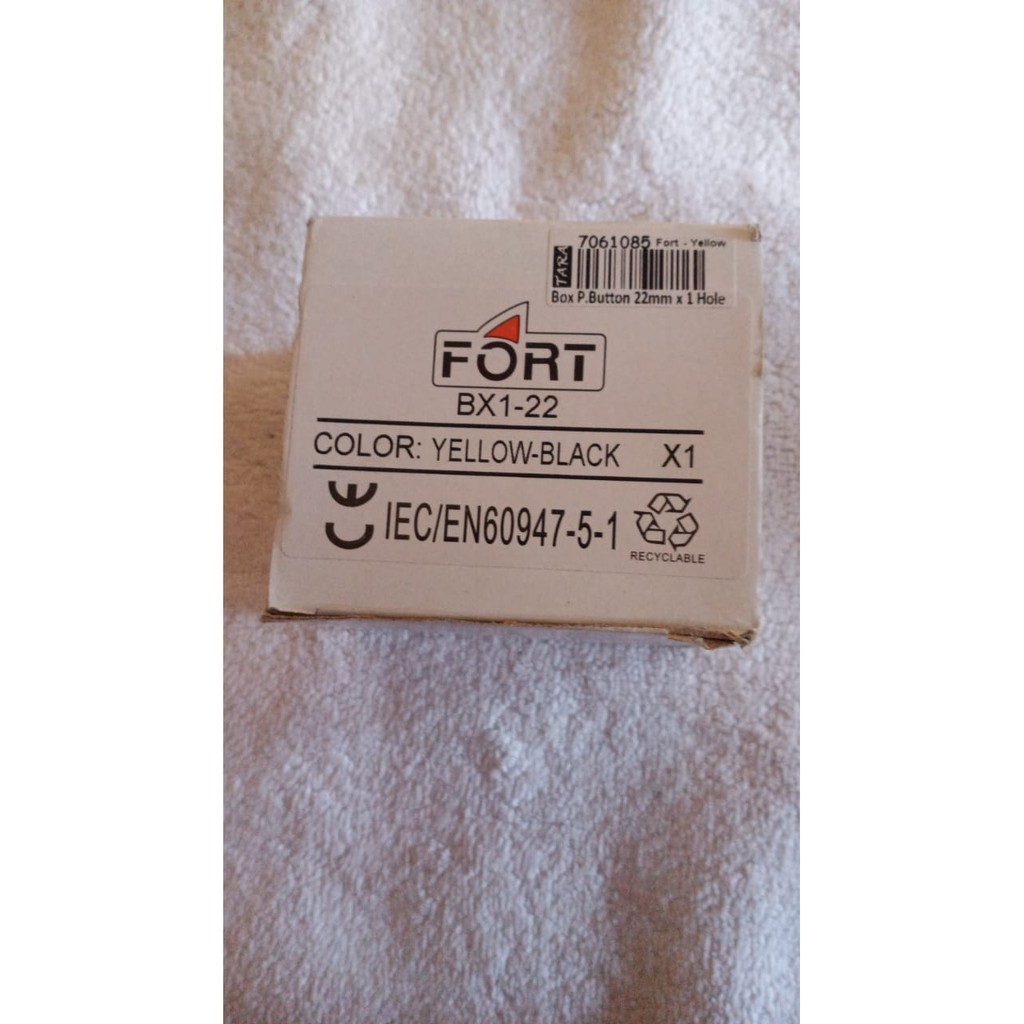 7061085 Fort - Yellow
TARA
Box P.Button 22mm x 1 Hole
FORT
BX1-22
COLOR: YELLOW-BLACK X1
CE IEC/EN60947-5-1
RECYCLABLE